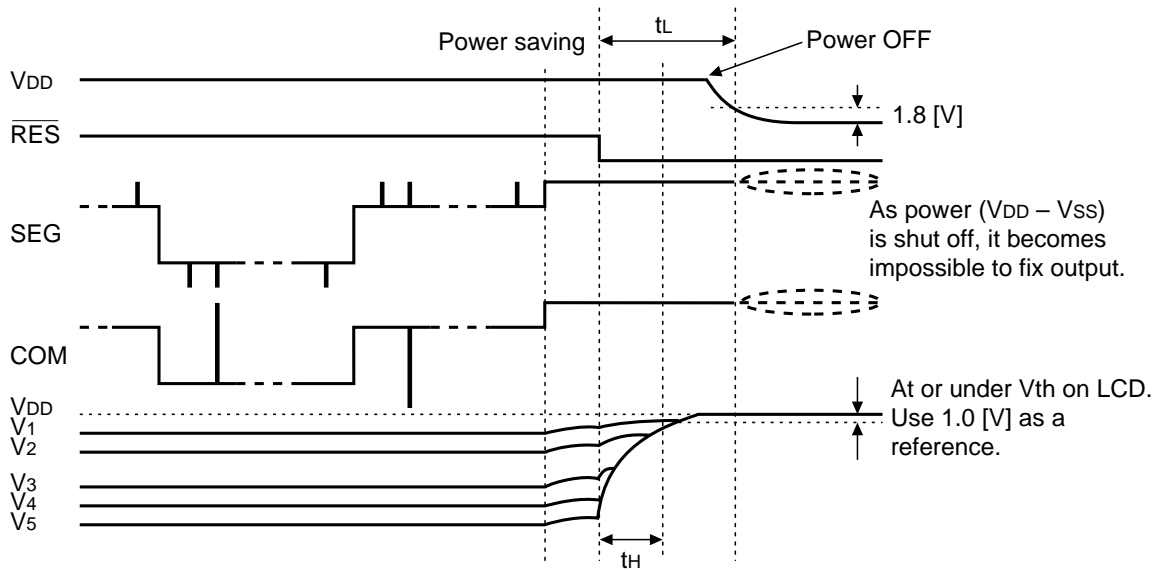 Power saving
tL
Power OFF
VDD
1.8 [V]
RES
SEG
As power (VDD – VSS)
is shut off, it becomes
impossible to fix output.
COM
VDD
V1
V2
V3
V4
V5
At or under Vth on LCD.
Use 1.0 [V] as a
reference.
tH